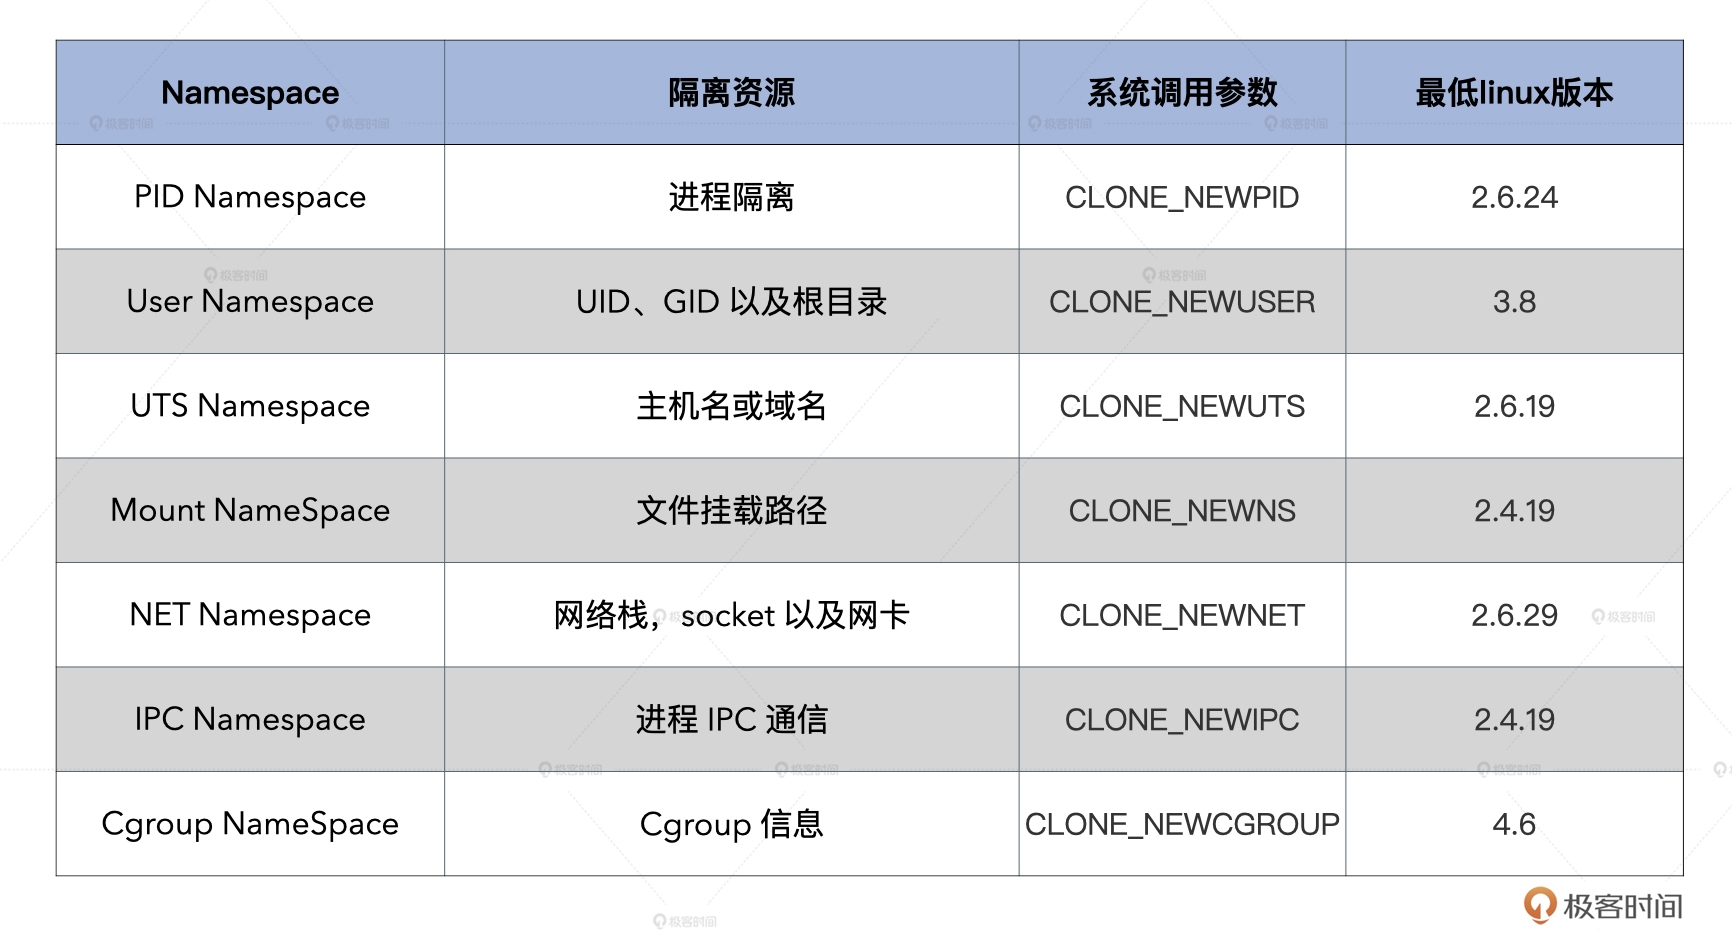 Namespace 隔离资源 系统调用参数 最低linux版本
PID Namespace 进程隔离 CLONE_NEWPID 2.6.24
User Namespace UID、GID 以及根目录 CLONE_NEWUSER 3.8
UTS Namespace 主机名或域名 CLONE_NEWUTS 2.6.19
Mount NameSpace 文件挂载路径 CLONE_NEWNS 2.4.19
NET Namespace 网络栈，socket 以及网卡 CLONE_NEWNET 2.6.29
IPC Namespace 进程 IPC 通信 CLONE_NEWIPC 2.4.19
Cgroup NameSpace Cgroup 信息 CLONE_NEWCGROUP 4.6
极客时间